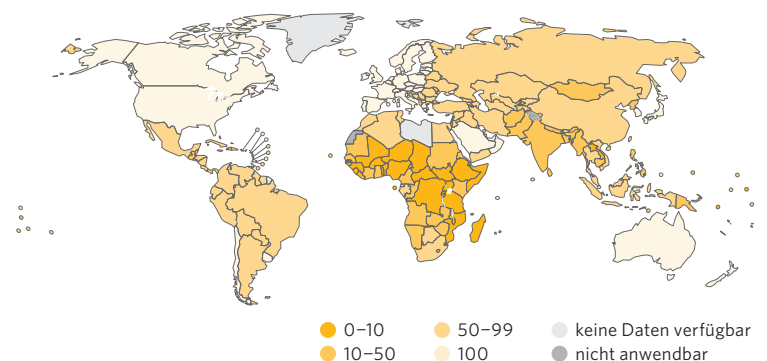 0–10 50–99 keine Daten verfügbar
10–50 100 nicht anwendbar